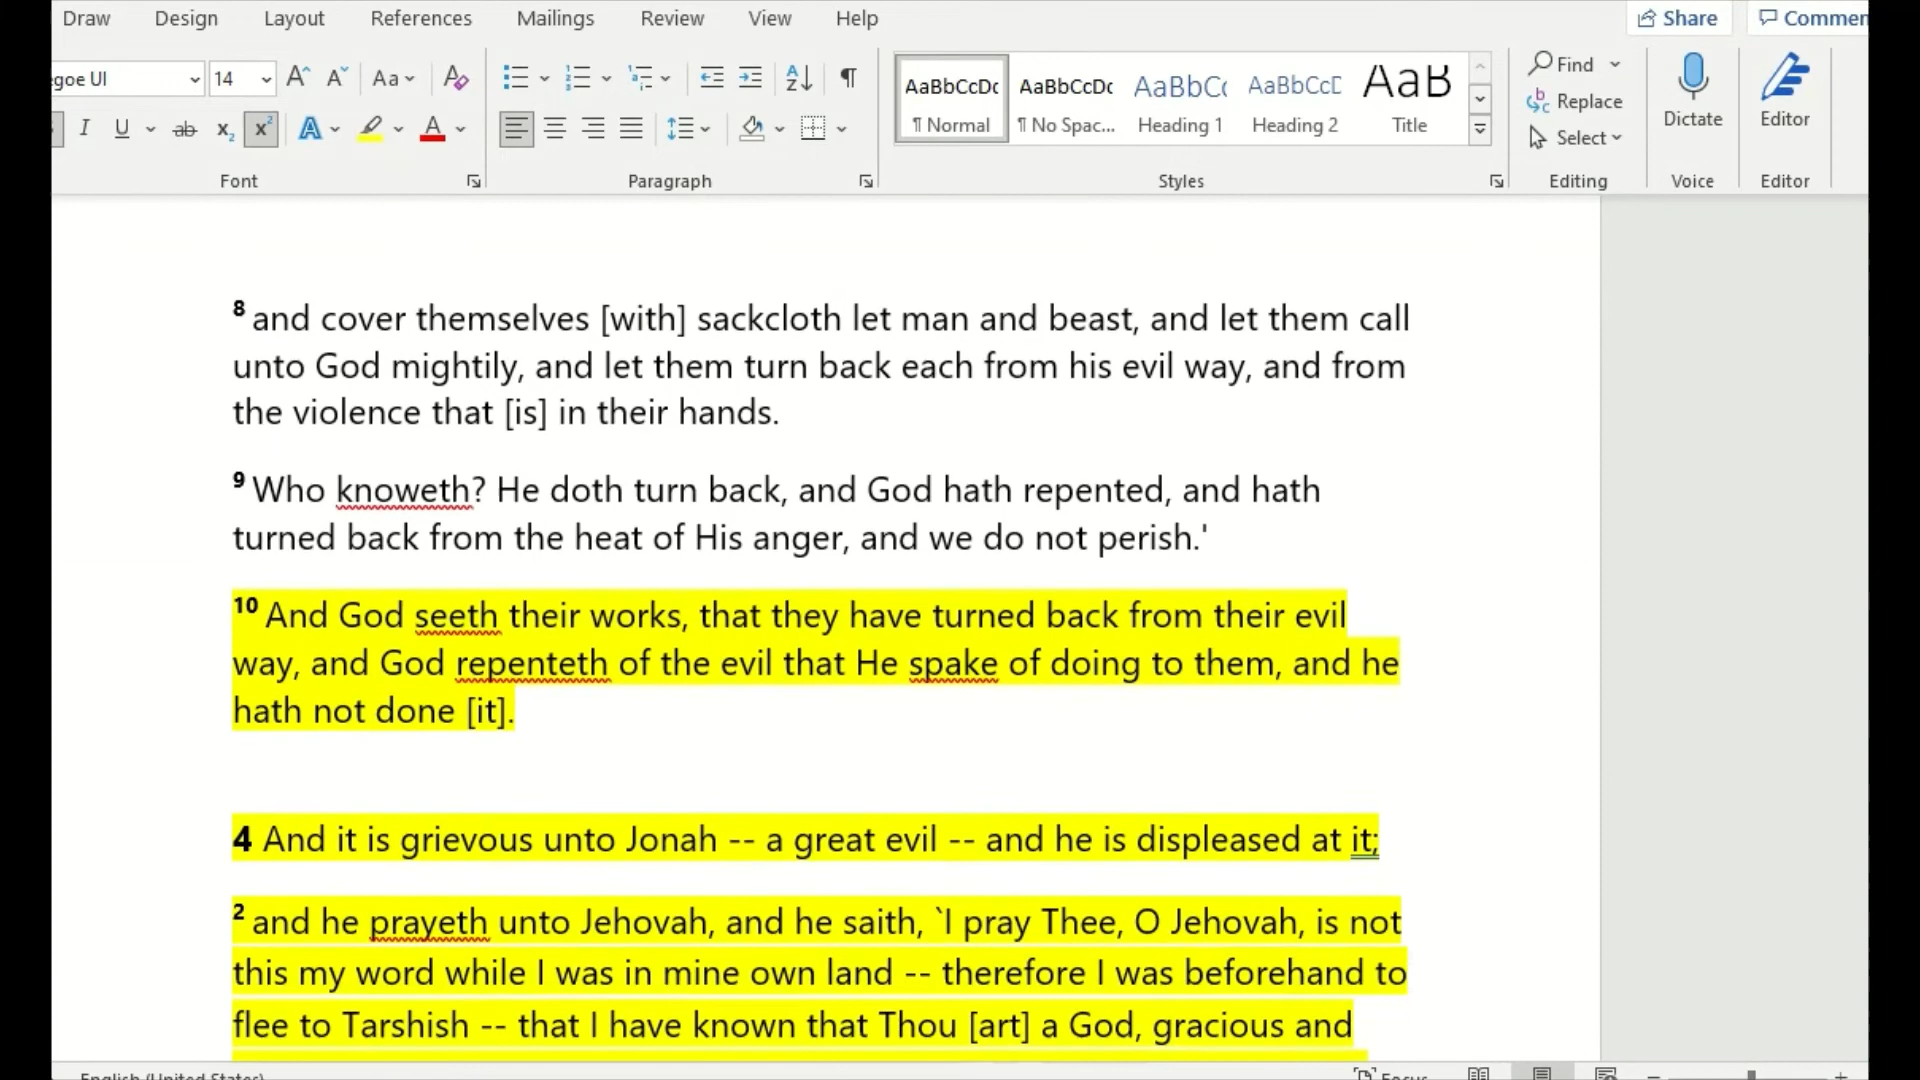 Draw Design Layout References Mailings Review View Help Share
goe UI 14 Aa AaBbCcDc AaBbCcDc AaBbCc AaBbCcD AaB Find
Replace
I U ab x₂ x² A A ¶ Normal ¶ No Spac... Heading 1 Heading 2 Title Select Dictate Editor
Font Paragraph Styles Editing Voice Editor
8 and cover themselves [with] sackcloth let man and beast, and let them call
unto God mightily, and let them turn back each from his evil way, and from
the violence that [is] in their hands.
9 Who knoweth? He doth turn back, and God hath repented, and hath
turned back from the heat of His anger, and we do not perish.'
10 And God seeth their works, that they have turned back from their evil
way, and God repenteth of the evil that He spake of doing to them, and he
hath not done [it].
4 And it is grievous unto Jonah -- a great evil -- and he is displeased at it;
2 and he prayeth unto Jehovah, and he saith, `I pray Thee, O Jehovah, is not
this my word while I was in mine own land -- therefore I was beforehand to
flee to Tarshish -- that I have known that Thou [art] a God, gracious and
English (United States) Focus